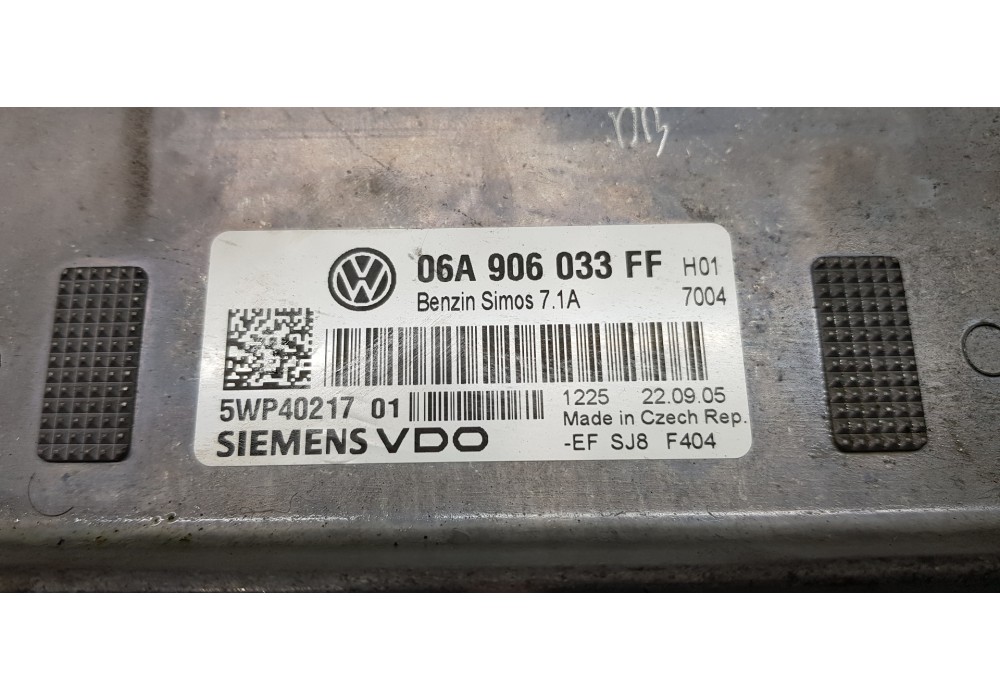 VW
06A 906 033 FF H01
Benzin Simos 7.1A 7004
5WP40217 01 1225 22.09.05
Made in Czech Rep.
SIEMENS VDO -EF SJ8 F404